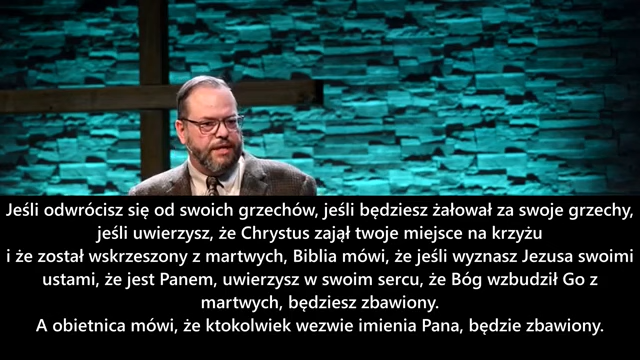 Jeśli odwrócisz się od swoich grzechów, jeśli będziesz żałował za swoje grzechy,
jeśli uwierzysz, że Chrystus zajął twoje miejsce na krzyżu
i że został wskrzeszony z martwych, Biblia mówi, że jeśli wyznasz Jezusa swoimi
ustami, że jest Panem, uwierzysz w swoim sercu, że Bóg wzbudził Go z
martwych, będziesz zbawiony.
A obietnica mówi, że ktokolwiek wezwie imienia Pana, będzie zbawiony.